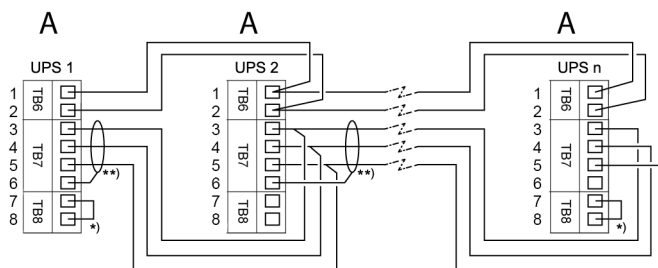 A A A
UPS 1 UPS 2 UPS n
1 TB6 1 TB6 1 TB6
2 2 2
3 TB7 3 TB7 3 TB7
4 4 4
5 **) 5 **) 5
6 6 6
7 TB8 7 TB8 7 TB8
8 *) 8 8 *)